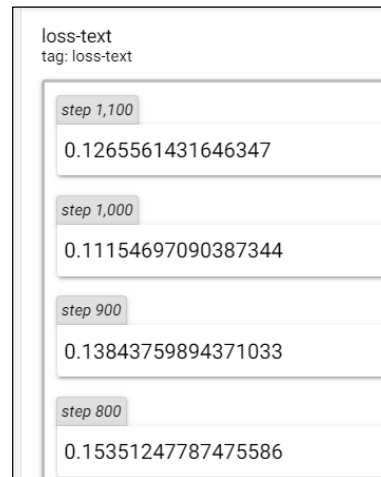 loss-text
tag: loss-text
step 1,100
0.1265561431646347
step 1,000
0.11154697090387344
step 900
0.13843759894371033
step 800
0.15351247787475586